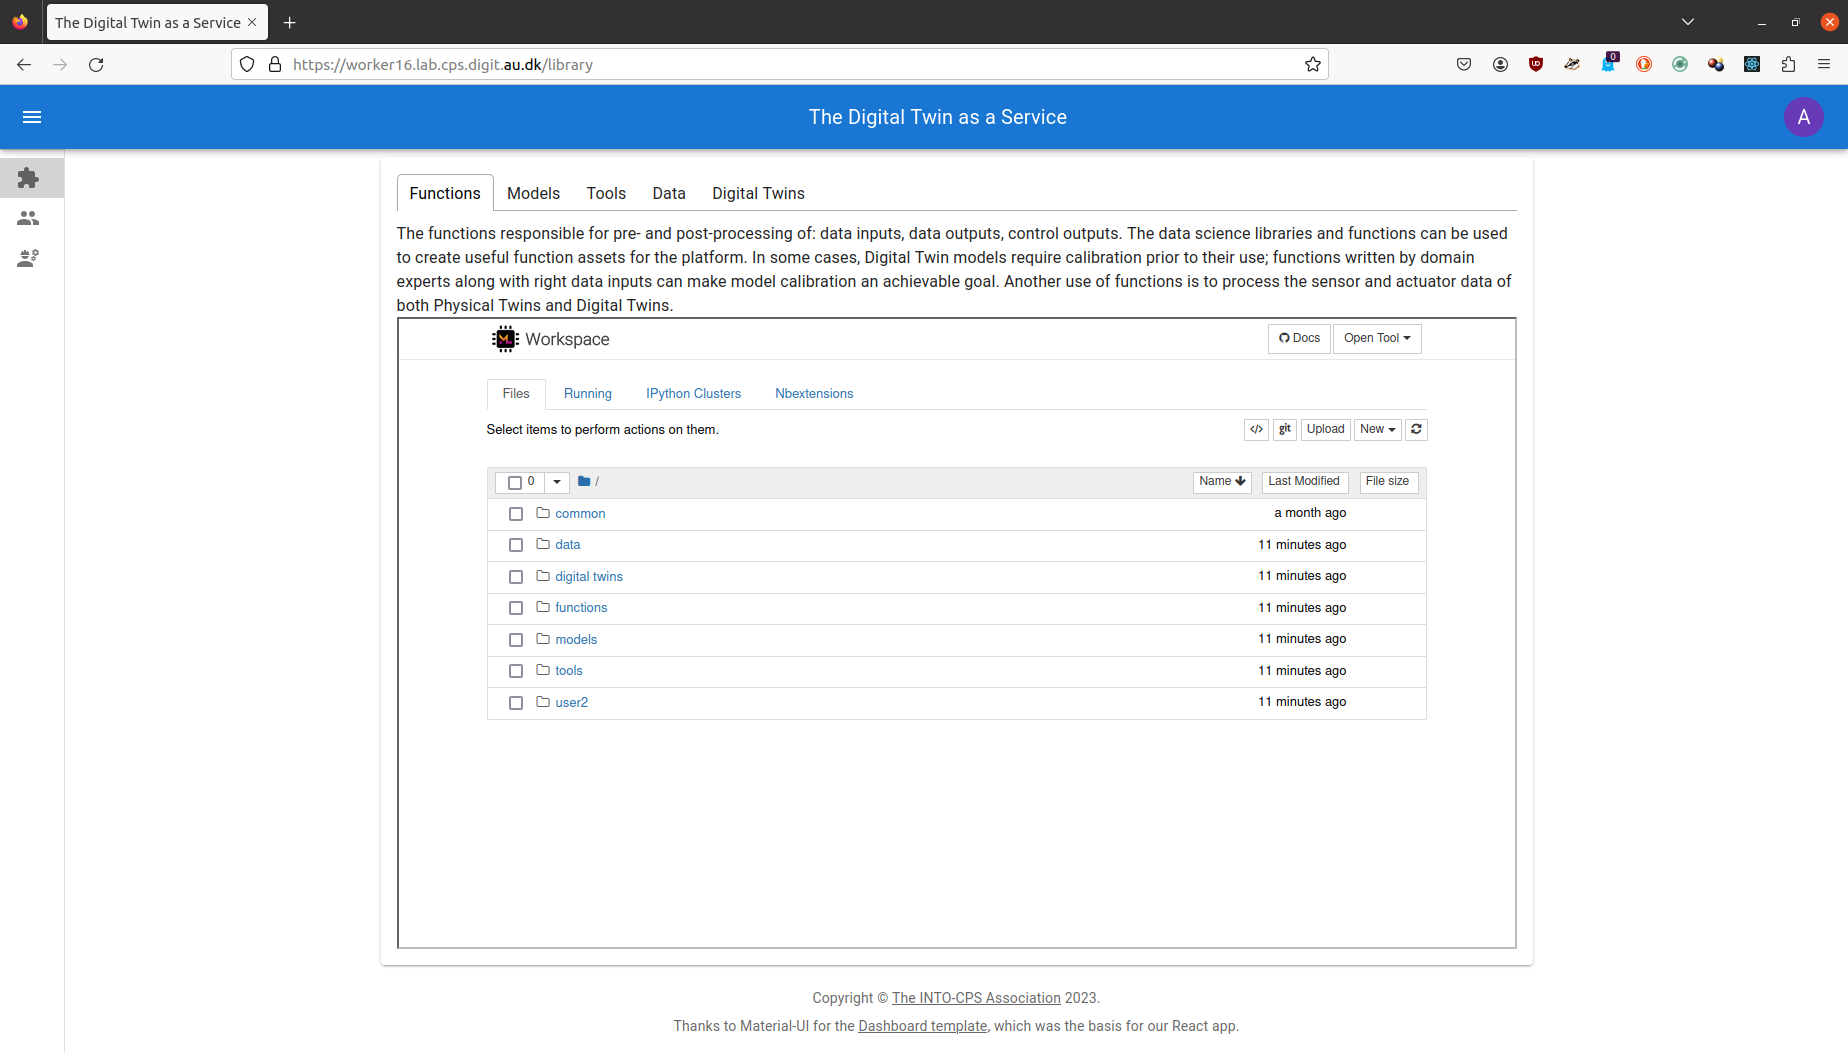 The Digital Twin as a Service
https://worker16.lab.cps.digit.au.dk/library
0
The Digital Twin as a Service
A
Functions Models Tools Data Digital Twins
The functions responsible for pre- and post-processing of: data inputs, data outputs, control outputs. The data science libraries and functions can be used
to create useful function assets for the platform. In some cases, Digital Twin models require calibration prior to their use; functions written by domain
experts along with right data inputs can make model calibration an achievable goal. Another use of functions is to process the sensor and actuator data of
both Physical Twins and Digital Twins.
ML Workspace Docs Open Tool
Files Running IPython Clusters Nbextensions
Select items to perform actions on them. </> git Upload New
0 / Name Last Modified File size
common a month ago
data 11 minutes ago
digital twins 11 minutes ago
functions 11 minutes ago
models 11 minutes ago
tools 11 minutes ago
user2 11 minutes ago
Copyright © The INTO-CPS Association 2023.
Thanks to Material-UI for the Dashboard template, which was the basis for our React app.